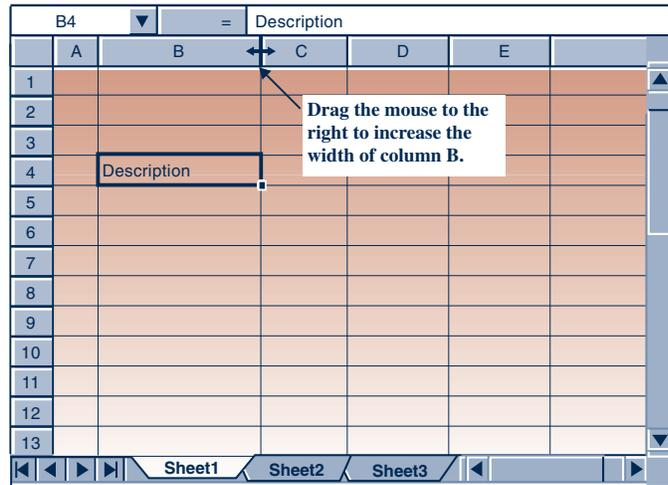 B4 = Description
A B C D E
1
2
Drag the mouse to the
right to increase the
width of column B.
3
4 Description
5
6
7
8
9
10
11
12
13
Sheet1 Sheet2 Sheet3